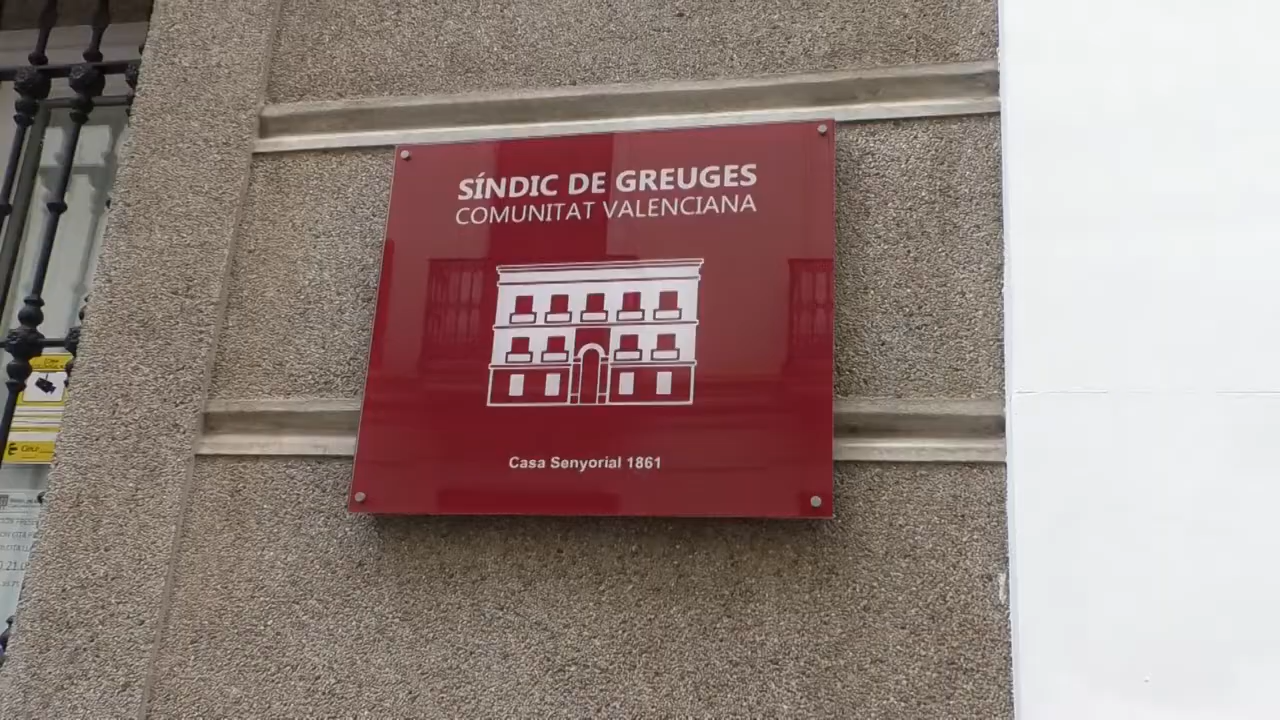 SÍNDIC DE GREUGES
COMUNITAT VALENCIANA
Casa Senyorial 1861